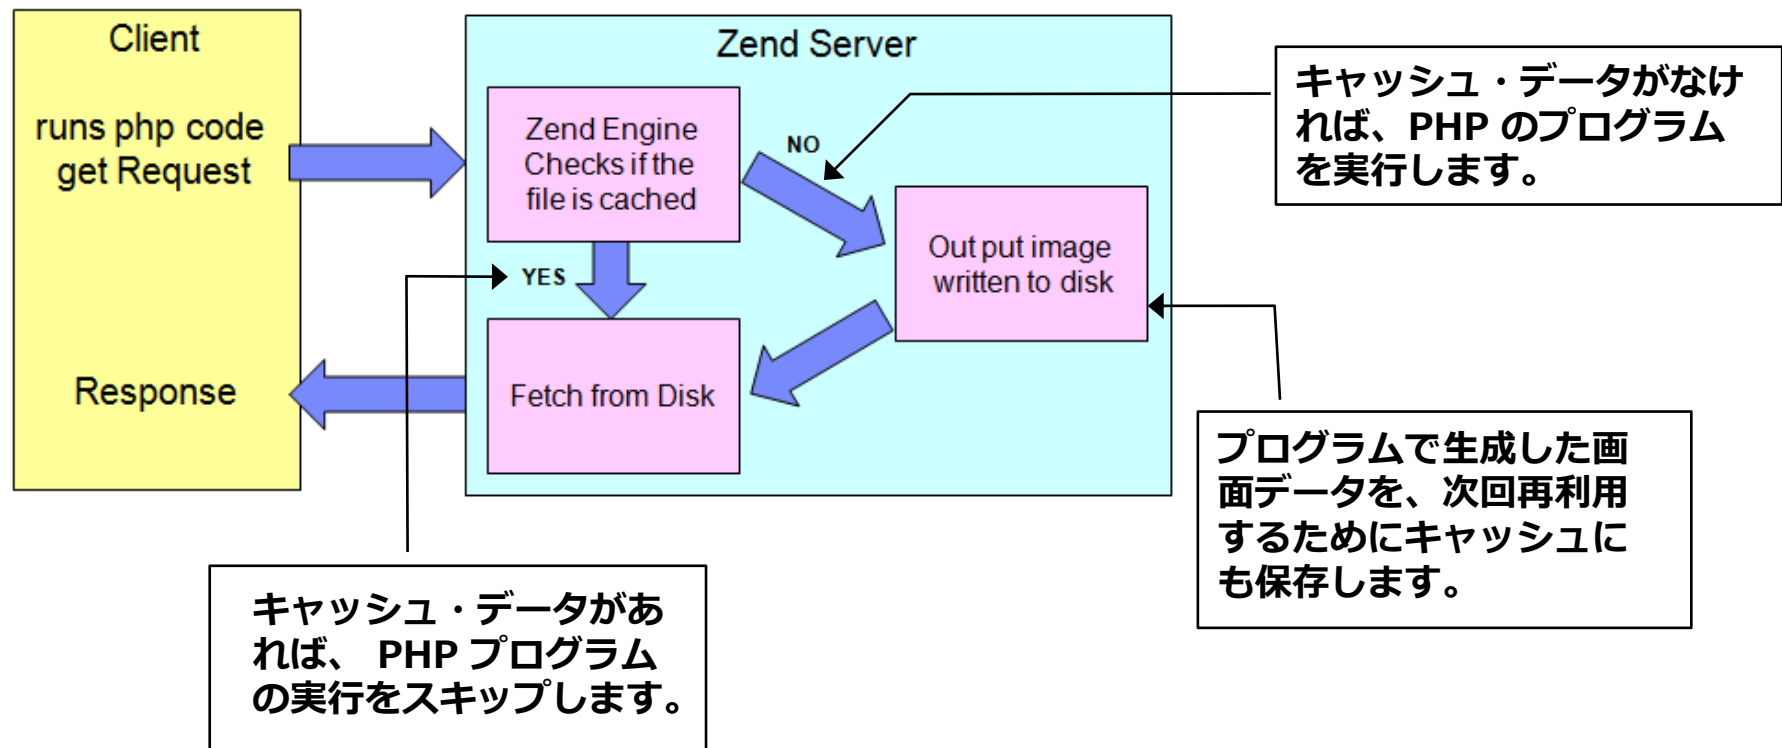 Client
runs php code
get Request
Response
Zend Server
Zend Engine
Checks if the
file is cached
NO
YES
Out put image
written to disk
Fetch from Disk
キャッシュ・データがなけ
れば、PHP のプログラム
を実行します。
プログラムで生成した画
面データを、次回再利用
するためにキャッシュに
も保存します。
キャッシュ・データがあ
れば、 PHP プログラム
の実行をスキップします。